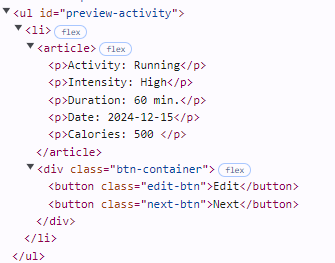 <ul id="preview-activity">
<li> flex
<article> flex
<p>Activity: Running</p>
<p>Intensity: High</p>
<p>Duration: 60 min.</p>
<p>Date: 2024-12-15</p>
<p>Calories: 500 </p>
</article>
<div class="btn-container"> flex
<button class="edit-btn">Edit</button>
<button class="next-btn">Next</button>
</div>
</li>
</ul>